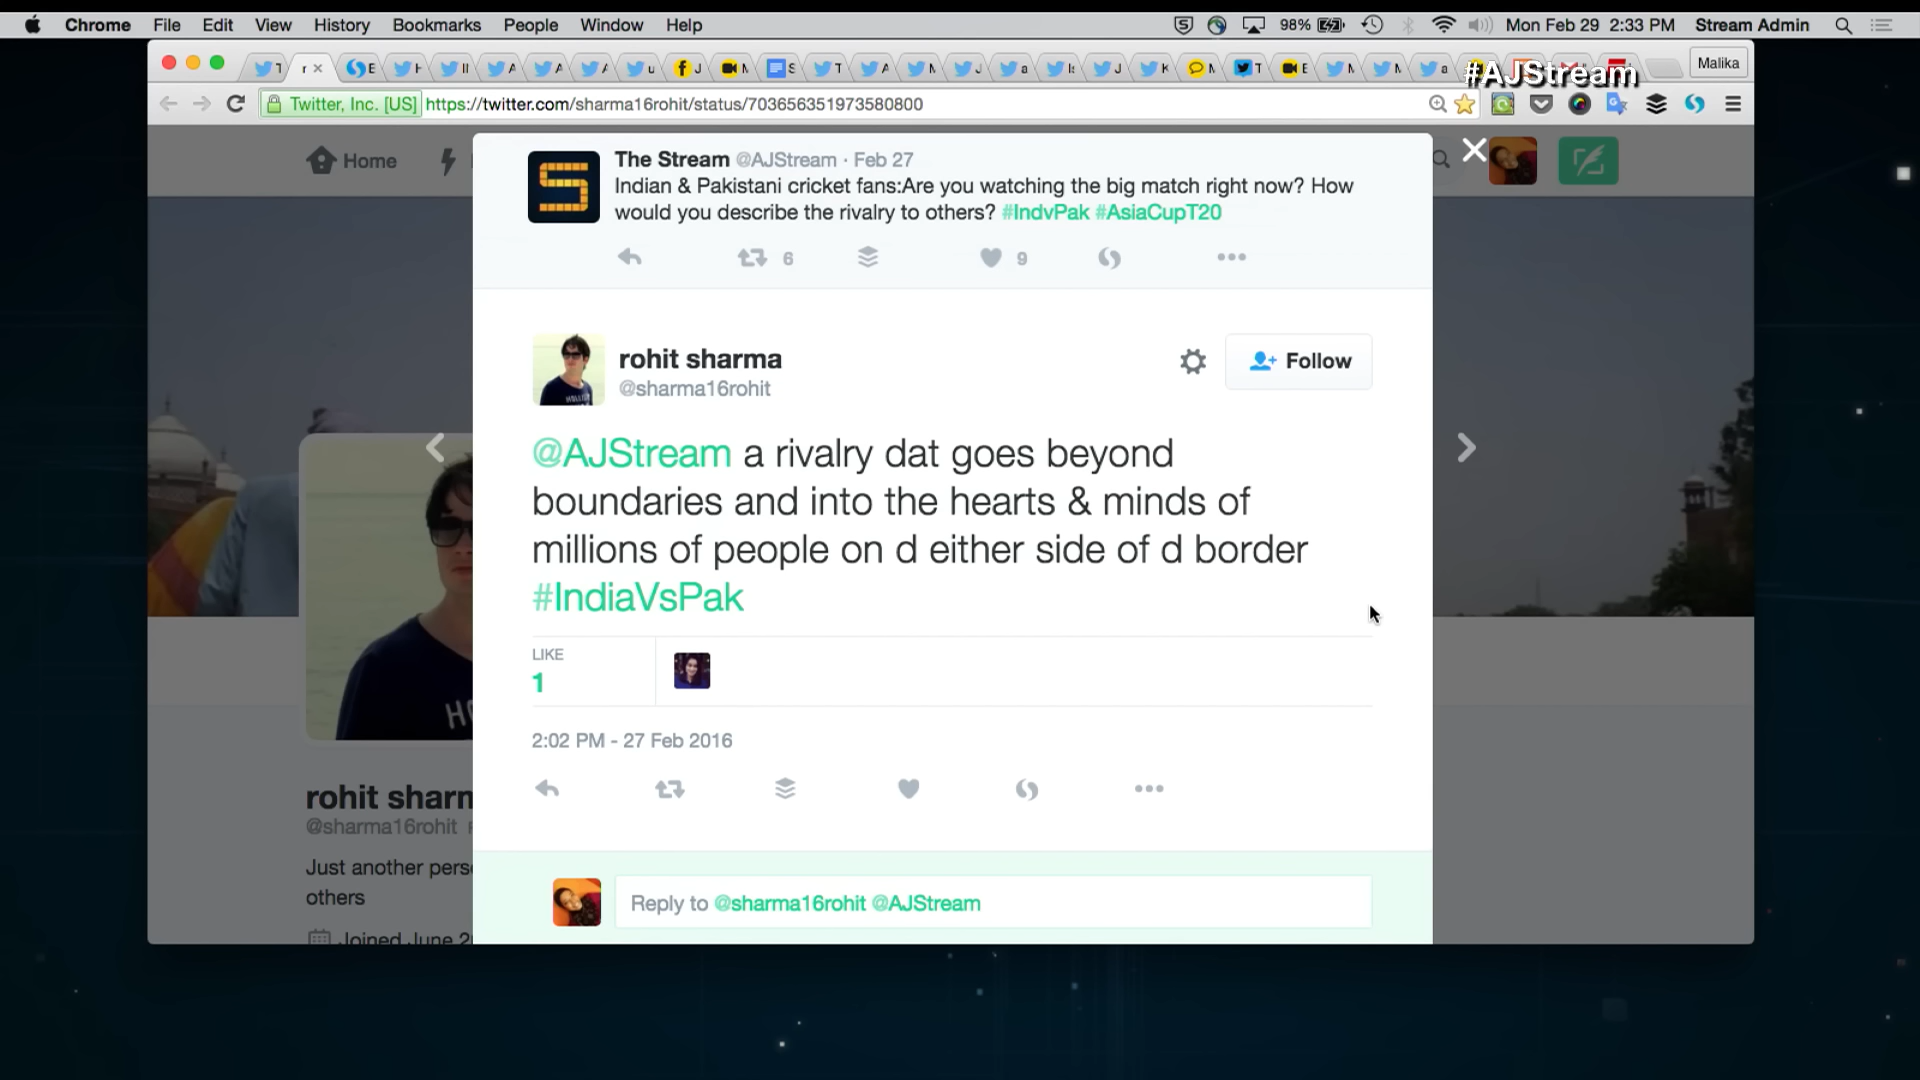 Chrome File Edit View History Bookmarks People Window Help 98% Mon Feb 29 2:33 PM Stream Admin
#AJStream
Malika
Twitter, Inc. [US] https://twitter.com/sharma16rohit/status/703656351973580800
Home
The Stream @AJStream · Feb 27
Indian & Pakistani cricket fans:Are you watching the big match right now? How
would you describe the rivalry to others? #IndvPak #AsiaCupT20
6 9
rohit sharma
@sharma16rohit
Follow
@AJStream a rivalry dat goes beyond
boundaries and into the hearts & minds of
millions of people on d either side of d border
#IndiaVsPak
LIKE
1
2:02 PM - 27 Feb 2016
Reply to @sharma16rohit @AJStream
rohit sharm
@sharma16rohit
Just another pers
others
Joined June 2